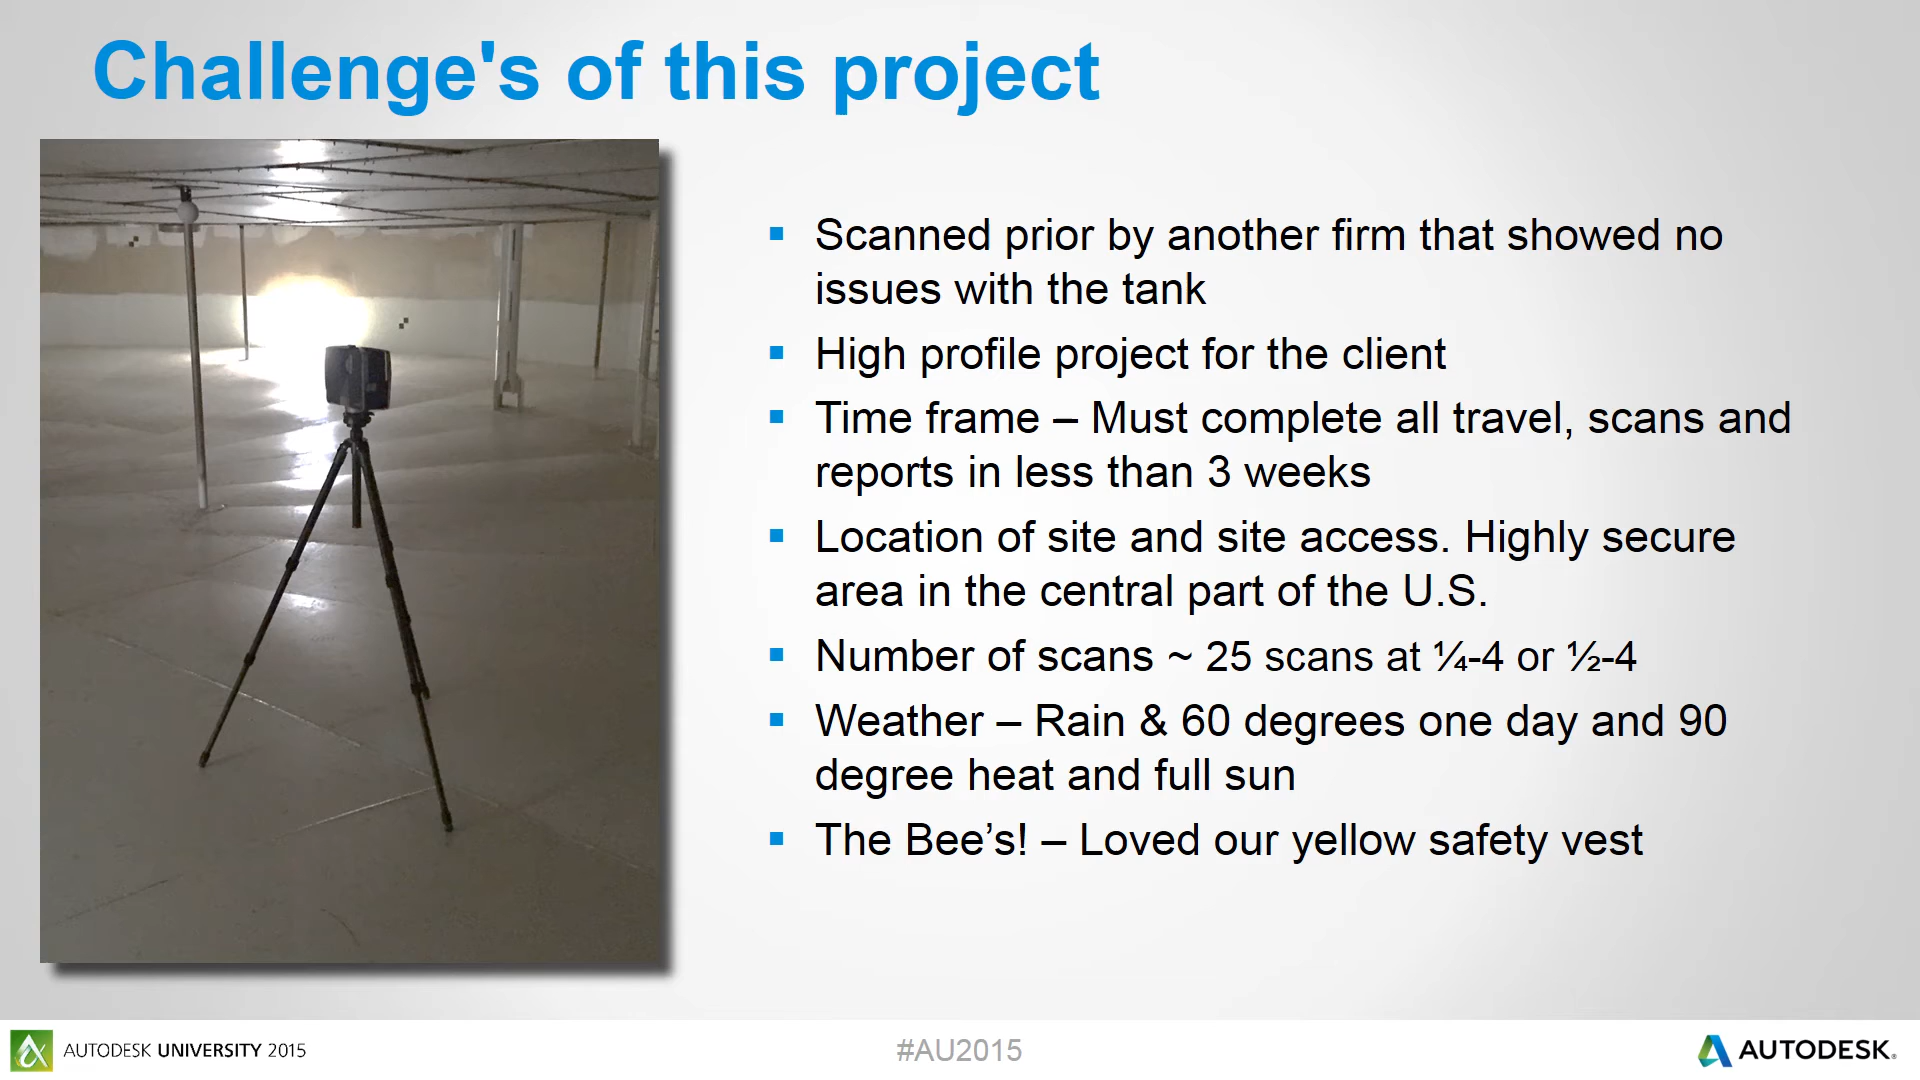 Challenge's of this project
Scanned prior by another firm that showed no
issues with the tank
High profile project for the client
Time frame – Must complete all travel, scans and
reports in less than 3 weeks
Location of site and site access. Highly secure
area in the central part of the U.S.
Number of scans ~ 25 scans at ¼-4 or ½-4
Weather – Rain & 60 degrees one day and 90
degree heat and full sun
The Bee’s! – Loved our yellow safety vest
AUTODESK UNIVERSITY 2015
#AU2015
AUTODESK.